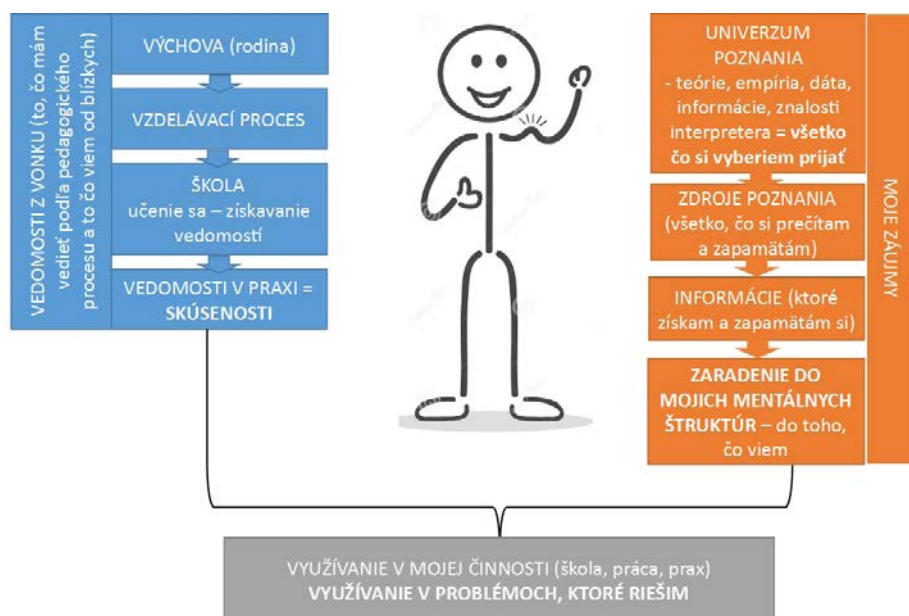 VEDOMOSTI Z VONKU (to, čo mám
vedieť podľa pedagogického
procesu a to čo viem od blízkych)
VÝCHOVA (rodina)
VZDELÁVACÍ PROCES
ŠKOLA
učenie sa – získavanie
vedomostí
VEDOMOSTI V PRAXI =
SKÚSENOSTI
UNIVERZUM
POZNANIA
- teórie, empíria, dáta,
informácie, znalosti
interpretera = všetko
čo si vyberiem prijať
ZDROJE POZNANIA
(všetko, čo si prečítam
a zapamätám)
INFORMÁCIE (ktoré
získam a zapamätám si)
ZARADENIE DO
MOJICH MENTÁLNYCH
ŠTRUKTÚR – do toho,
čo viem
MOJE ZÁUJMY
VYUŽÍVANIE V MOJEJ ČINNOSTI (škola, práca, prax)
VYUŽÍVANIE V PROBLÉMOCH, KTORÉ RIEŠIM